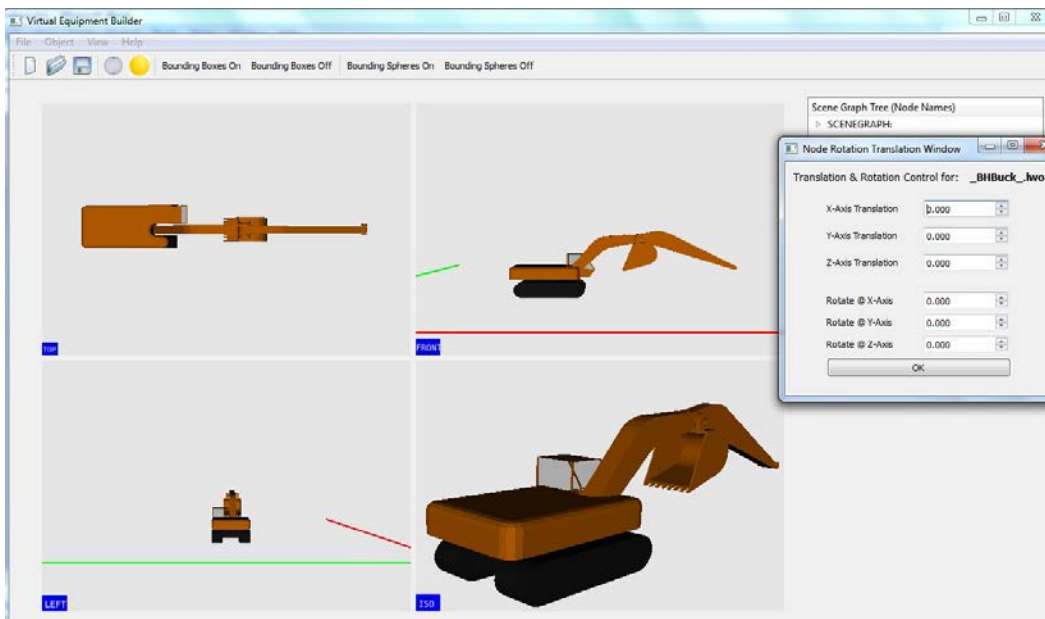 Virtual Equipment Builder
File Object View Help
Bounding Boxes On Bounding Boxes Off Bounding Spheres On Bounding Spheres Off
Scene Graph Tree (Node Names)
SCENEGRAPH:
Node Rotation Translation Window
Translation & Rotation Control for: _BHBuck_.lwo
X-Axis Translation 0.000
Y-Axis Translation 0.000
Z-Axis Translation 0.000
Rotate @ X-Axis 0.000
Rotate @ Y-Axis 0.000
Rotate @ Z-Axis 0.000
OK
TOP
FRONT
LEFT
ISO